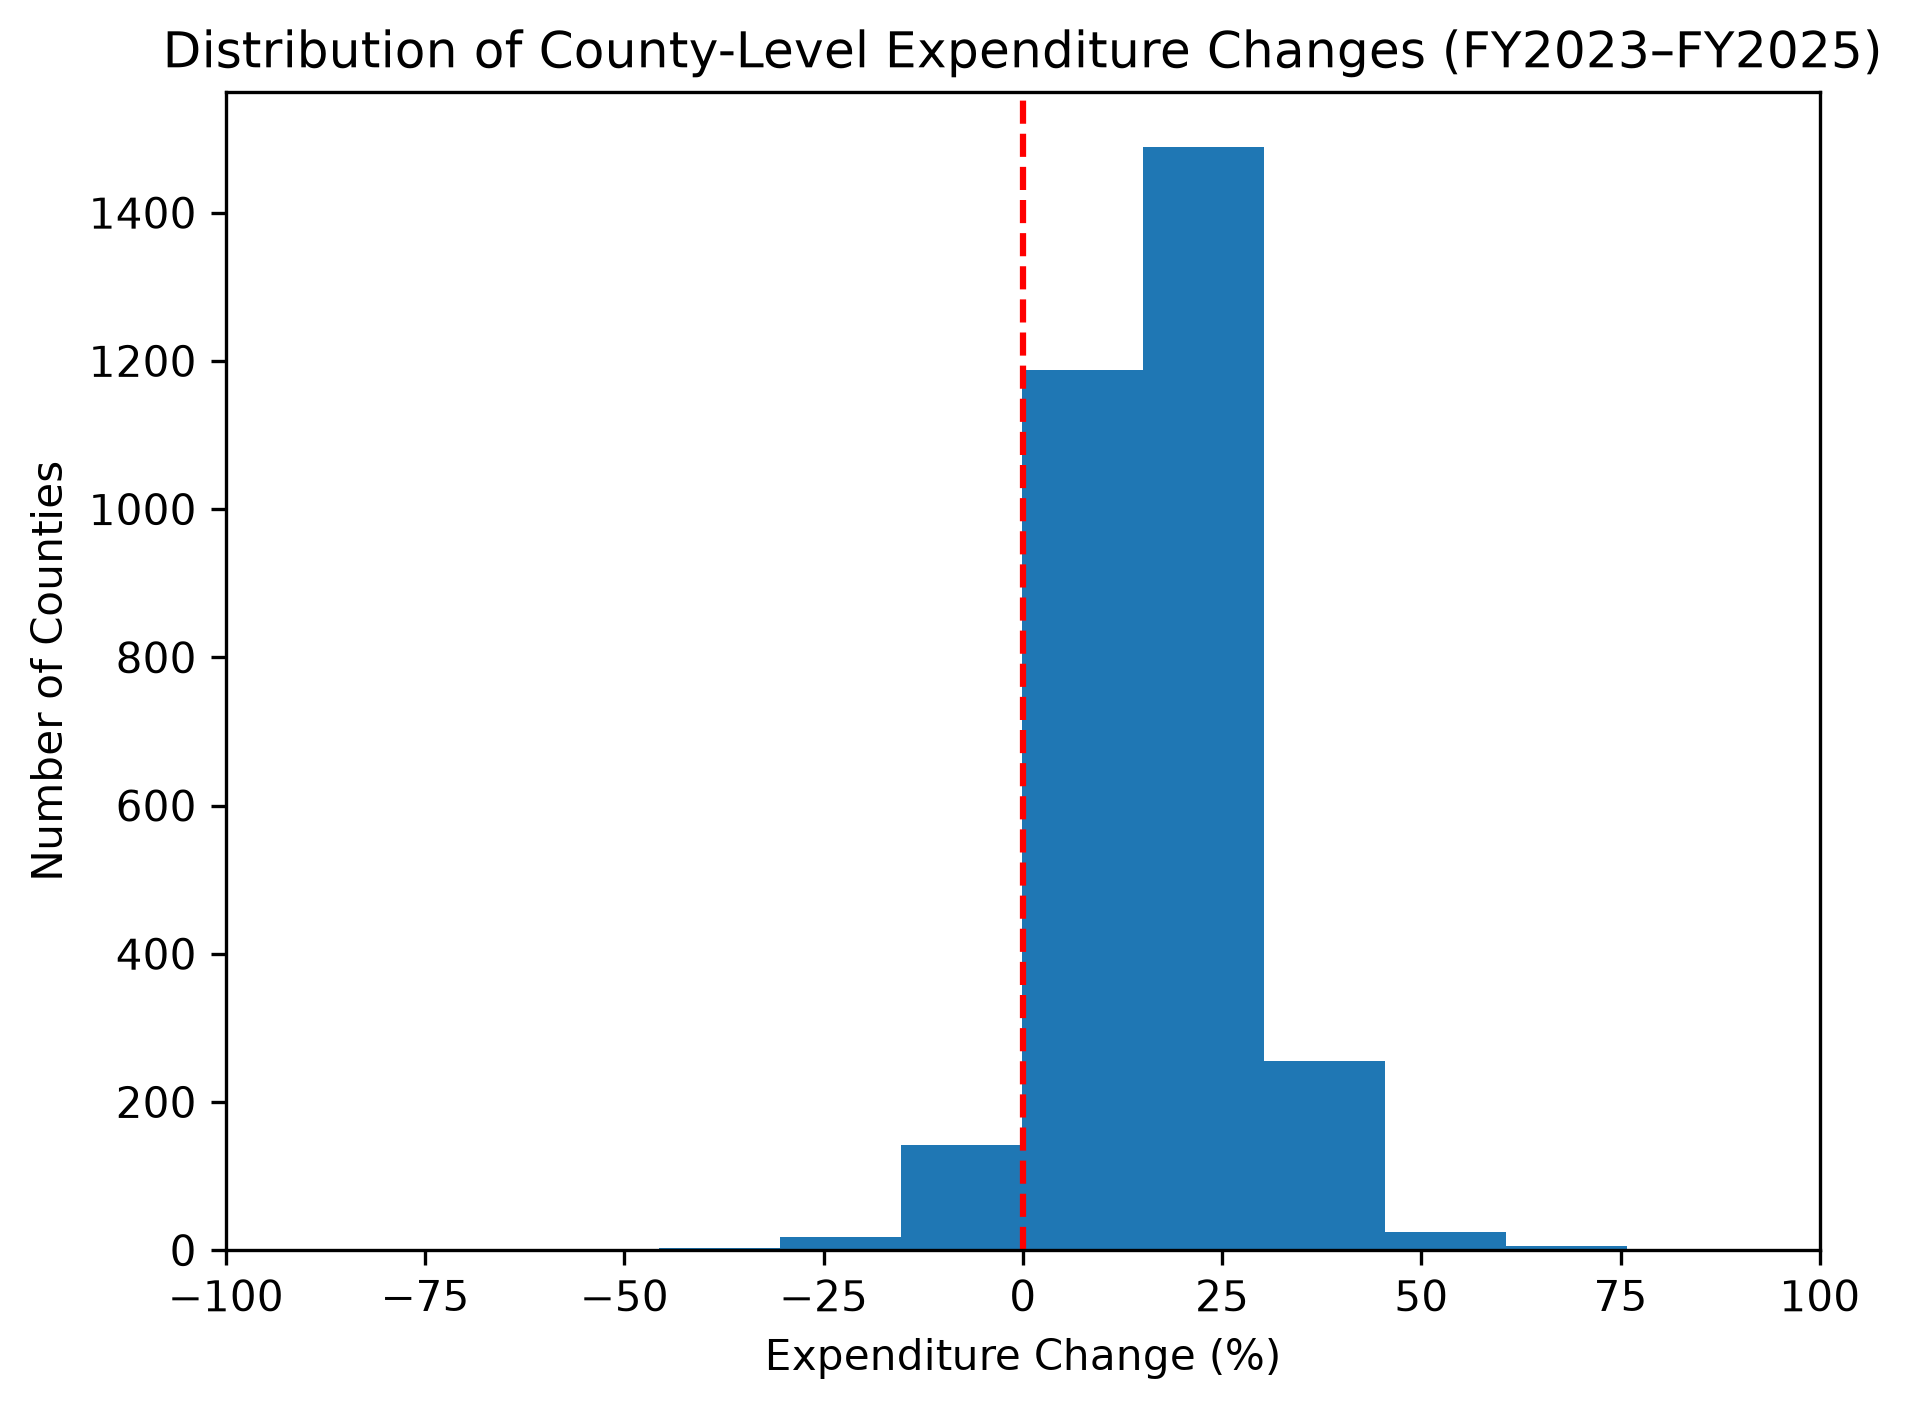 Distribution of County-Level Expenditure Changes (FY2023–FY2025)
Number of Counties
1400
1200
1000
800
600
400
200
0
−100 −75 −50 −25 0 25 50 75 100
Expenditure Change (%)